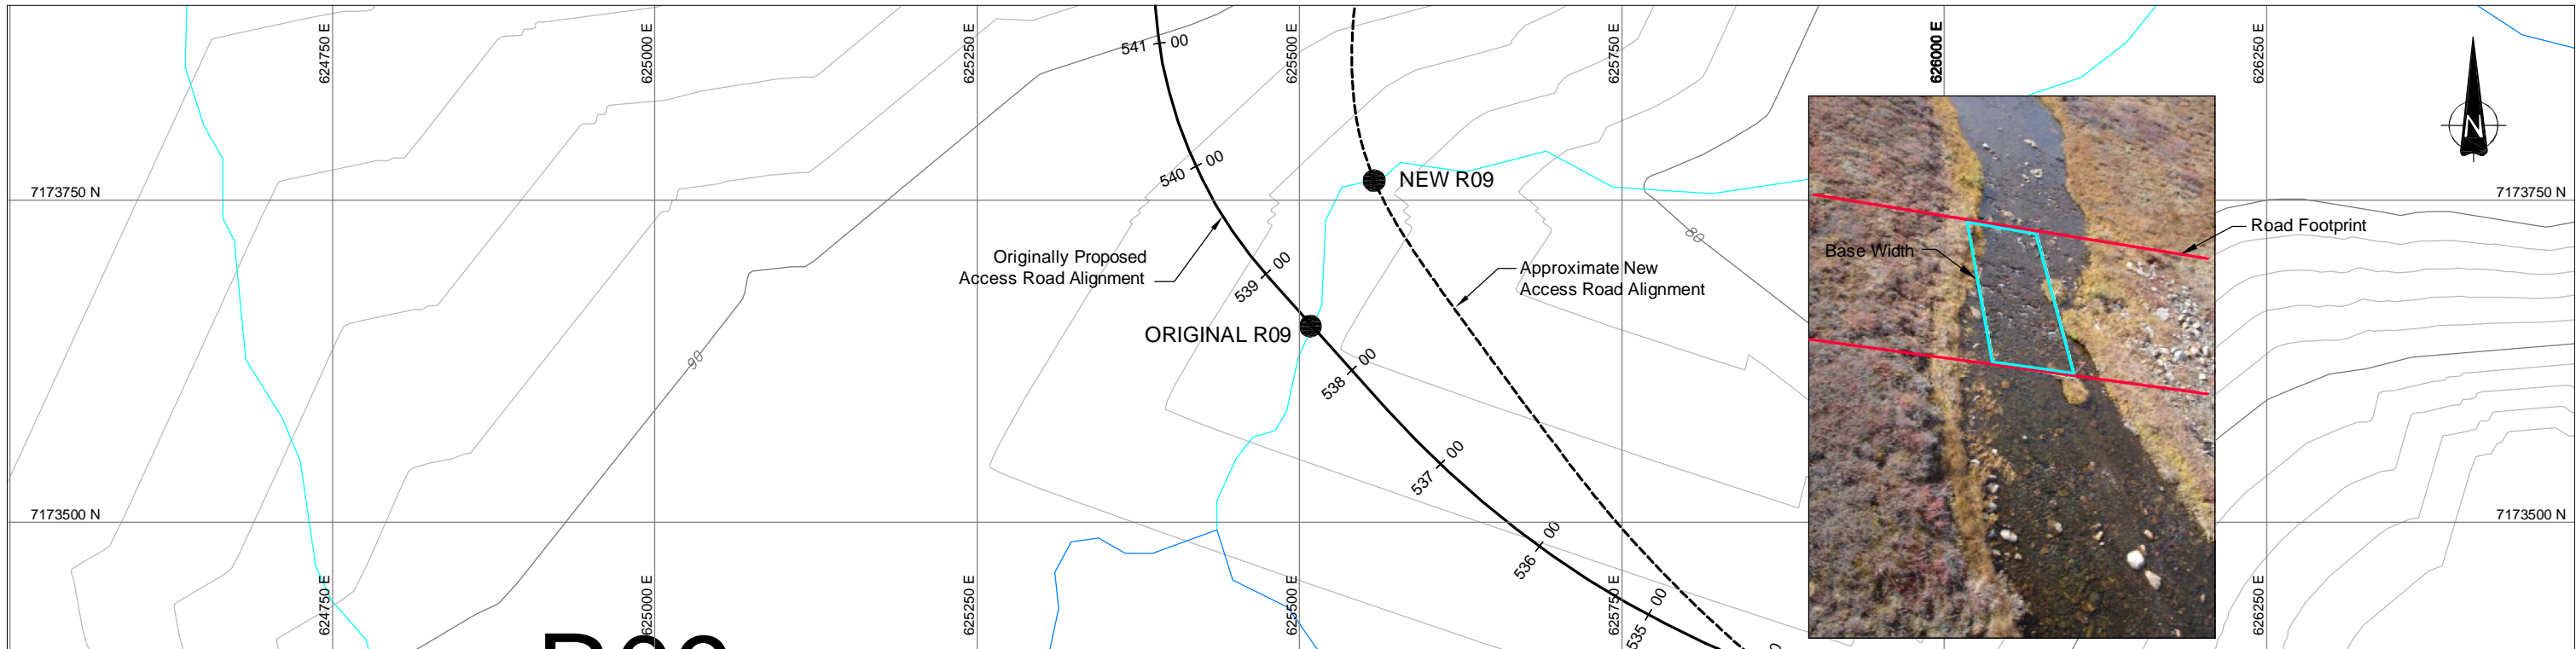 624750 E
625000 E
625250 E
625500 E
625750 E
626000 E
626250 E
541 00
540 00
539 00
538 00
537 00
536 00
535 00
N
7173750 N
7173750 N
NEW R09
Originally Proposed
Access Road Alignment
Approximate New
Access Road Alignment
ORIGINAL R09
Road Footprint
Base Width
80
90
7173500 N
7173500 N
624750 E
625000 E
625250 E
625500 E
625750 E
626250 E
R09